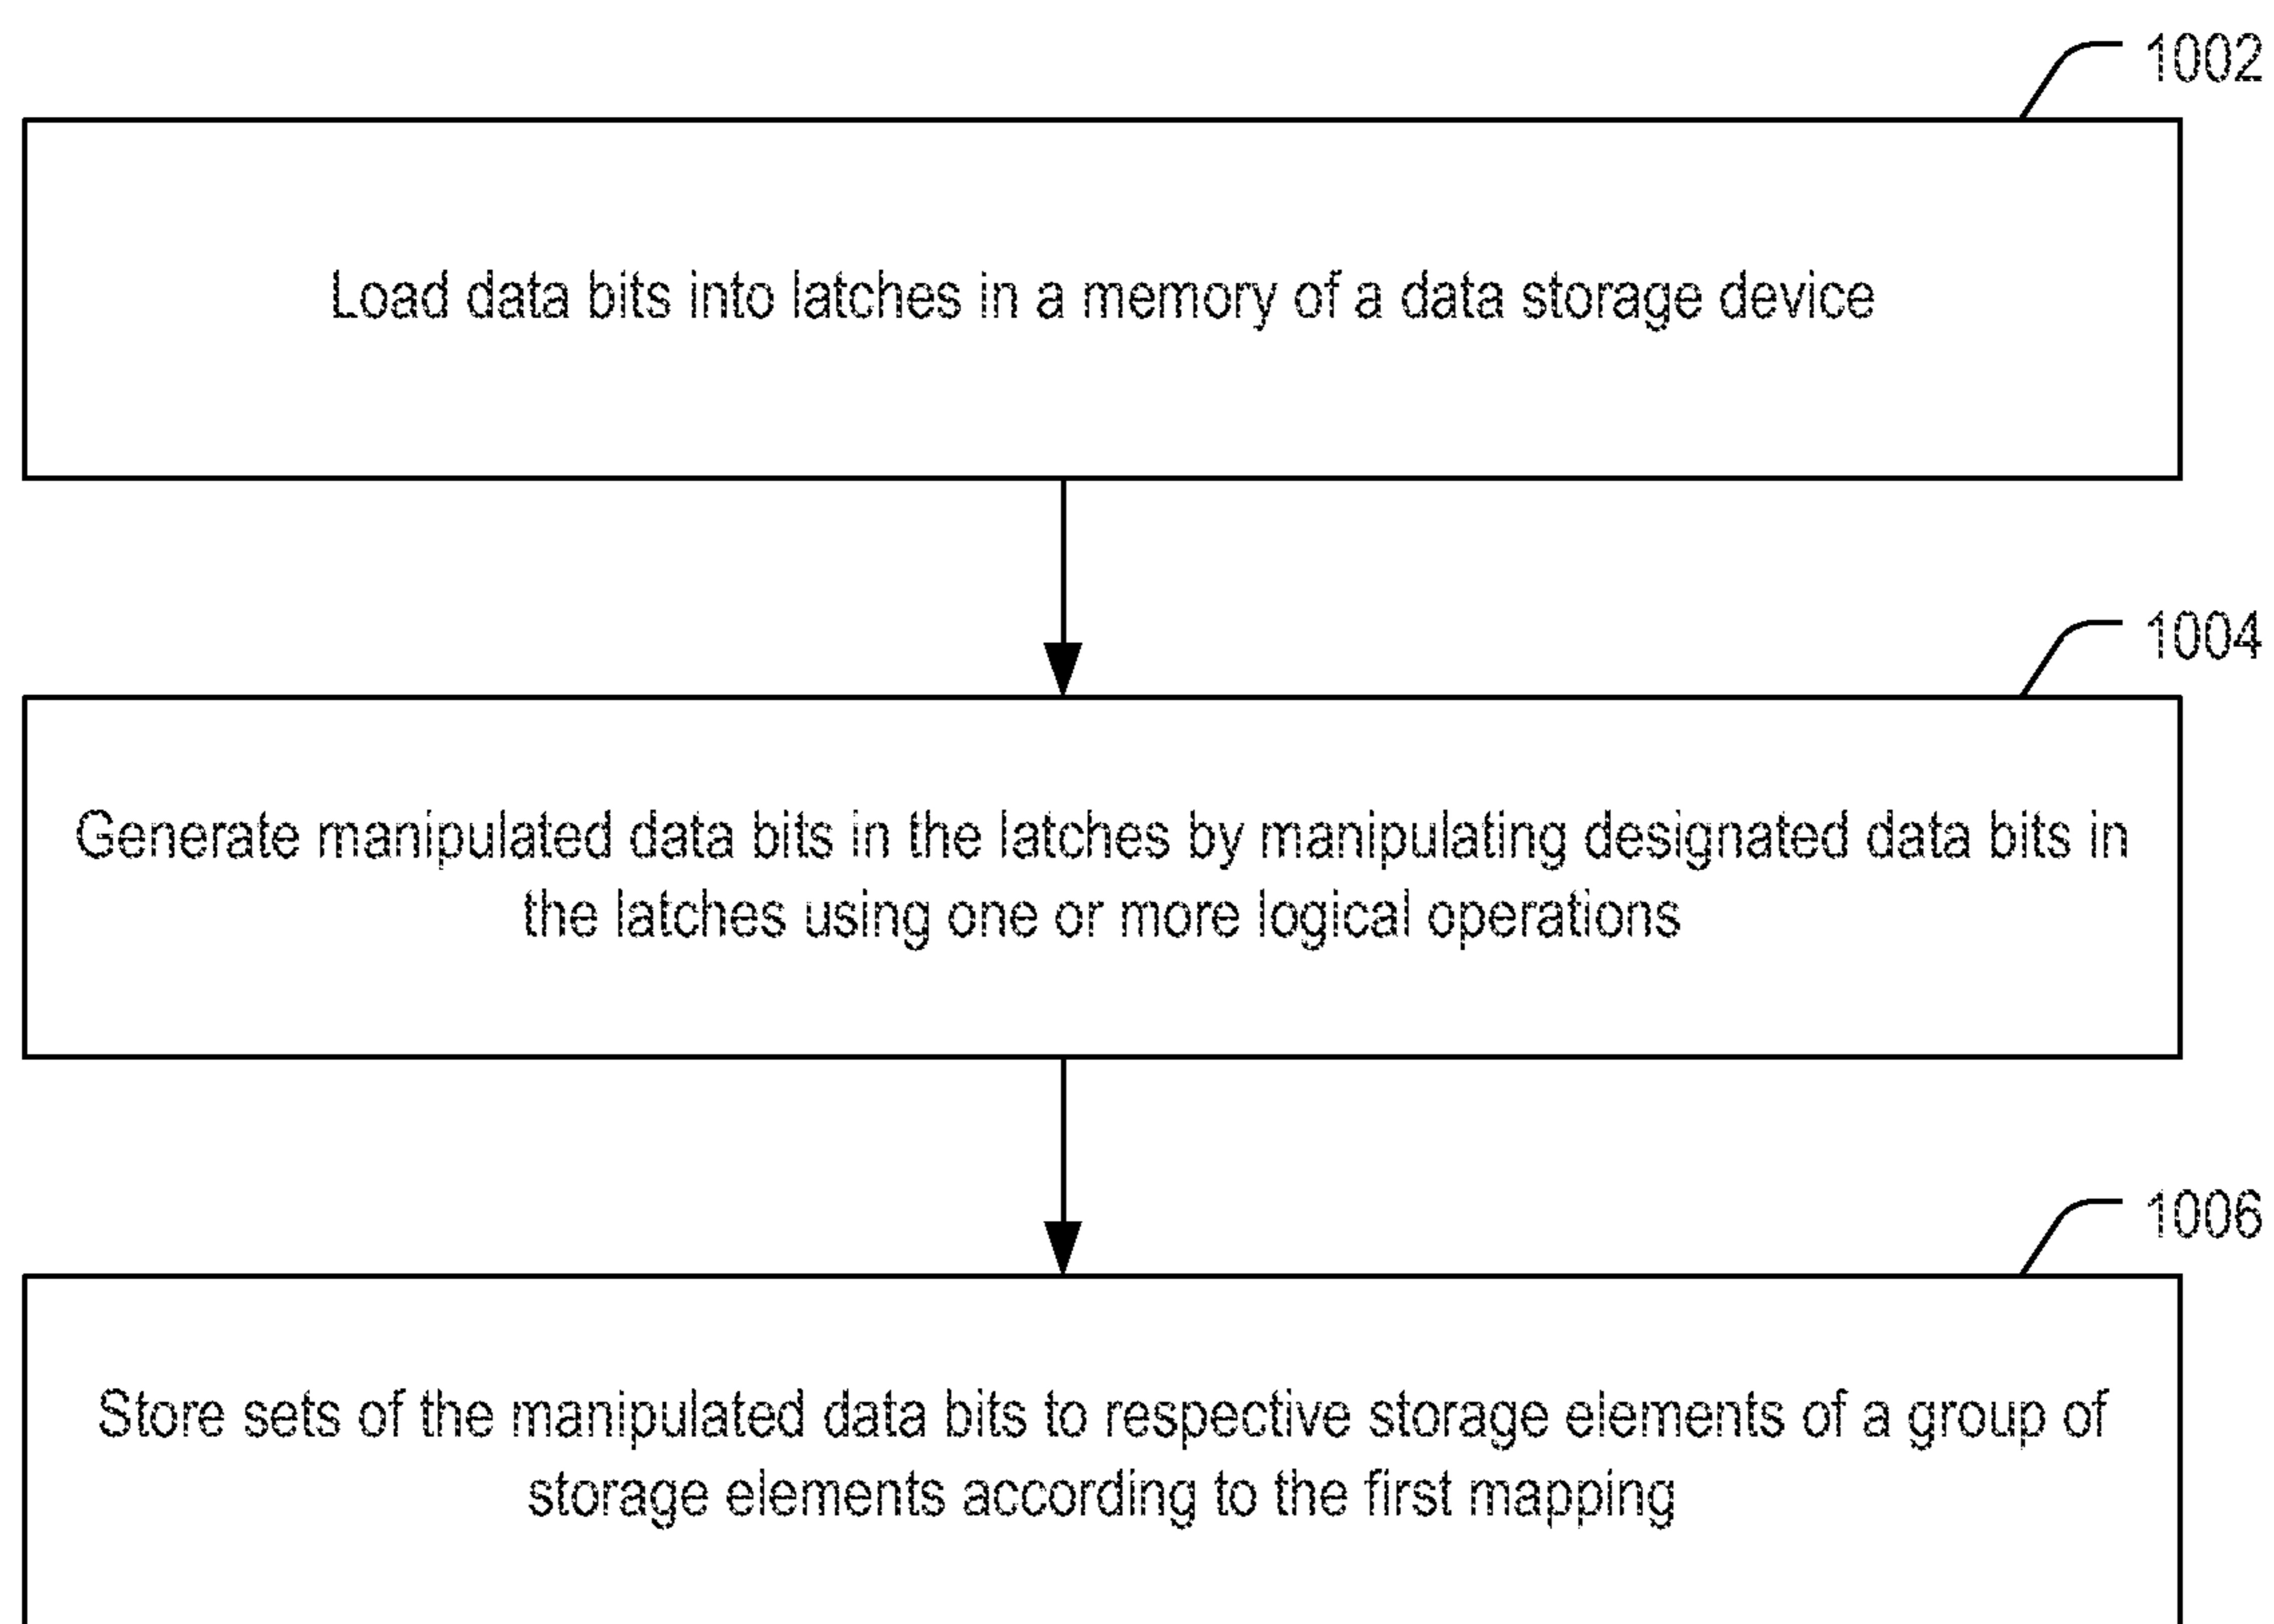 1002
Load data bits into latches in a memory of a data storage device
1004
Generate manipulated data bits in the latches by manipulating designated data bits in
the latches using one or more logical operations
1006
Store sets of the manipulated data bits to respective storage elements of a group of
storage elements according to the first mapping